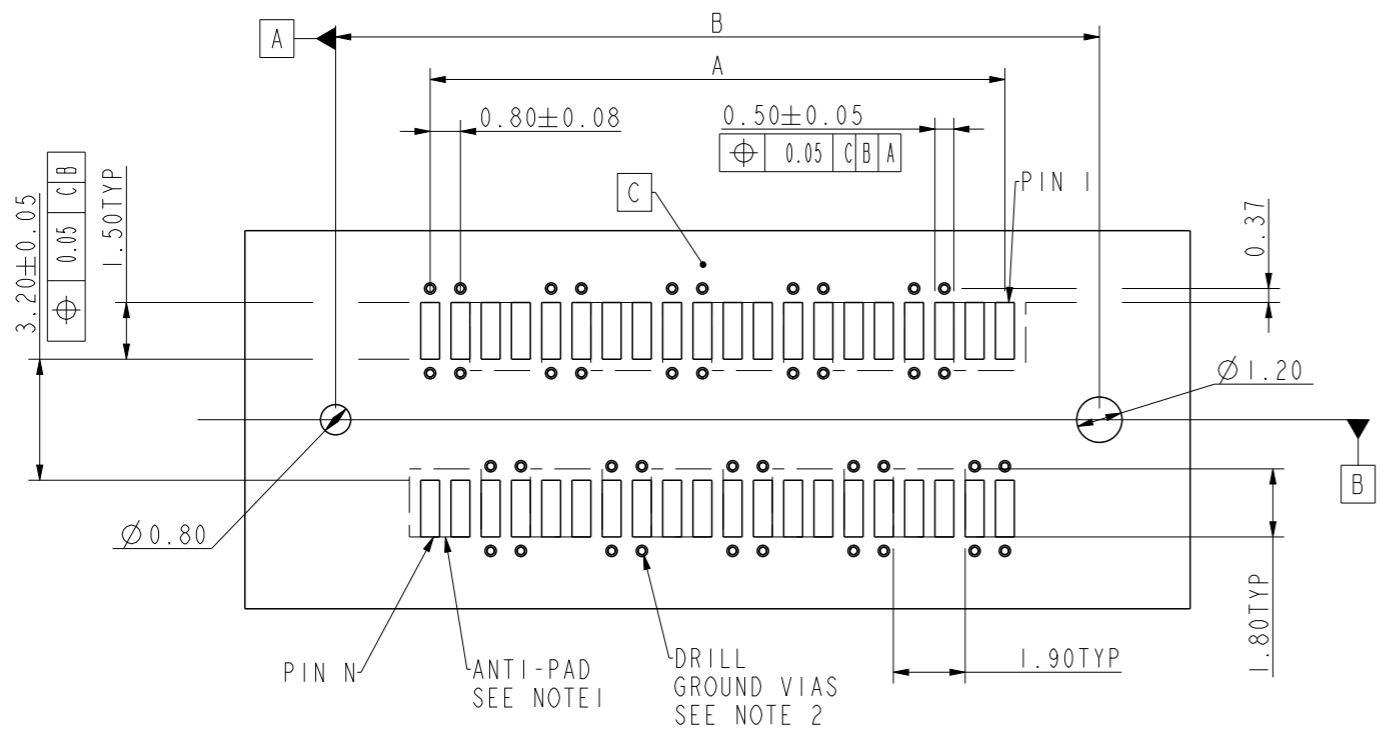 B
A
A
0.80±0.08
0.50±0.05
⌖ 0.05 C B A
PIN 1
C
3.20±0.05
⌖ 0.05 C B
1.50TYP
0.37
Ø1.20
Ø0.80
B
1.80TYP
1.90TYP
PIN N
ANTI-PAD
SEE NOTE1
DRILL
GROUND VIAS
SEE NOTE 2